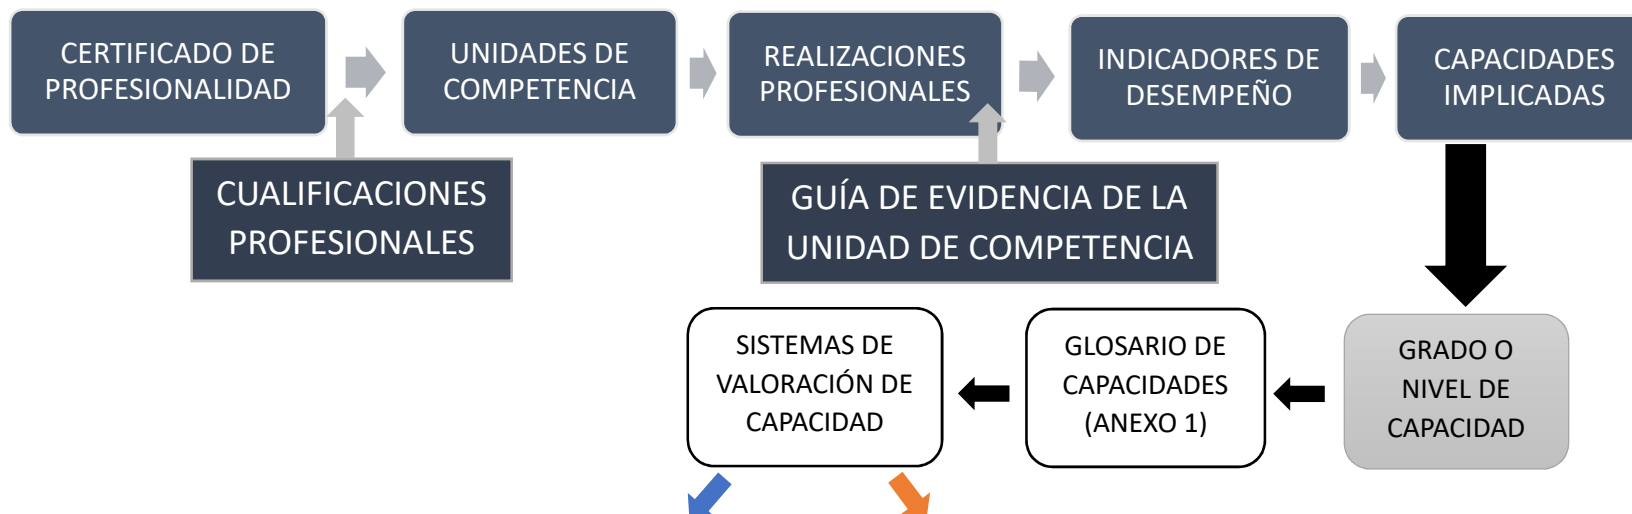 CERTIFICADO DE
PROFESIONALIDAD
UNIDADES DE
COMPETENCIA
REALIZACIONES
PROFESIONALES
INDICADORES DE
DESEMPEÑO
CAPACIDADES
IMPLICADAS
CUALIFICACIONES
PROFESIONALES
GUÍA DE EVIDENCIA DE LA
UNIDAD DE COMPETENCIA
SISTEMAS DE
VALORACIÓN DE
CAPACIDAD
GLOSARIO DE
CAPACIDADES
(ANEXO 1)
GRADO O
NIVEL DE
CAPACIDAD